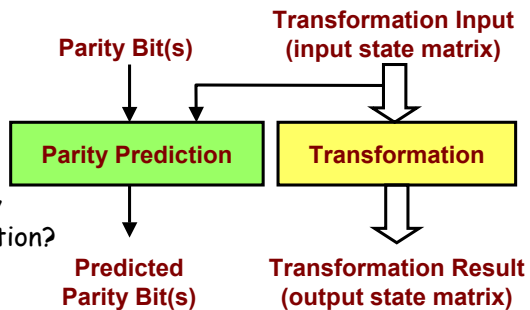 Transformation Input
Parity Bit(s) (input state matrix)
Parity Prediction Transformation
tion?
Predicted Transformation Result
Parity Bit(s) (output state matrix)